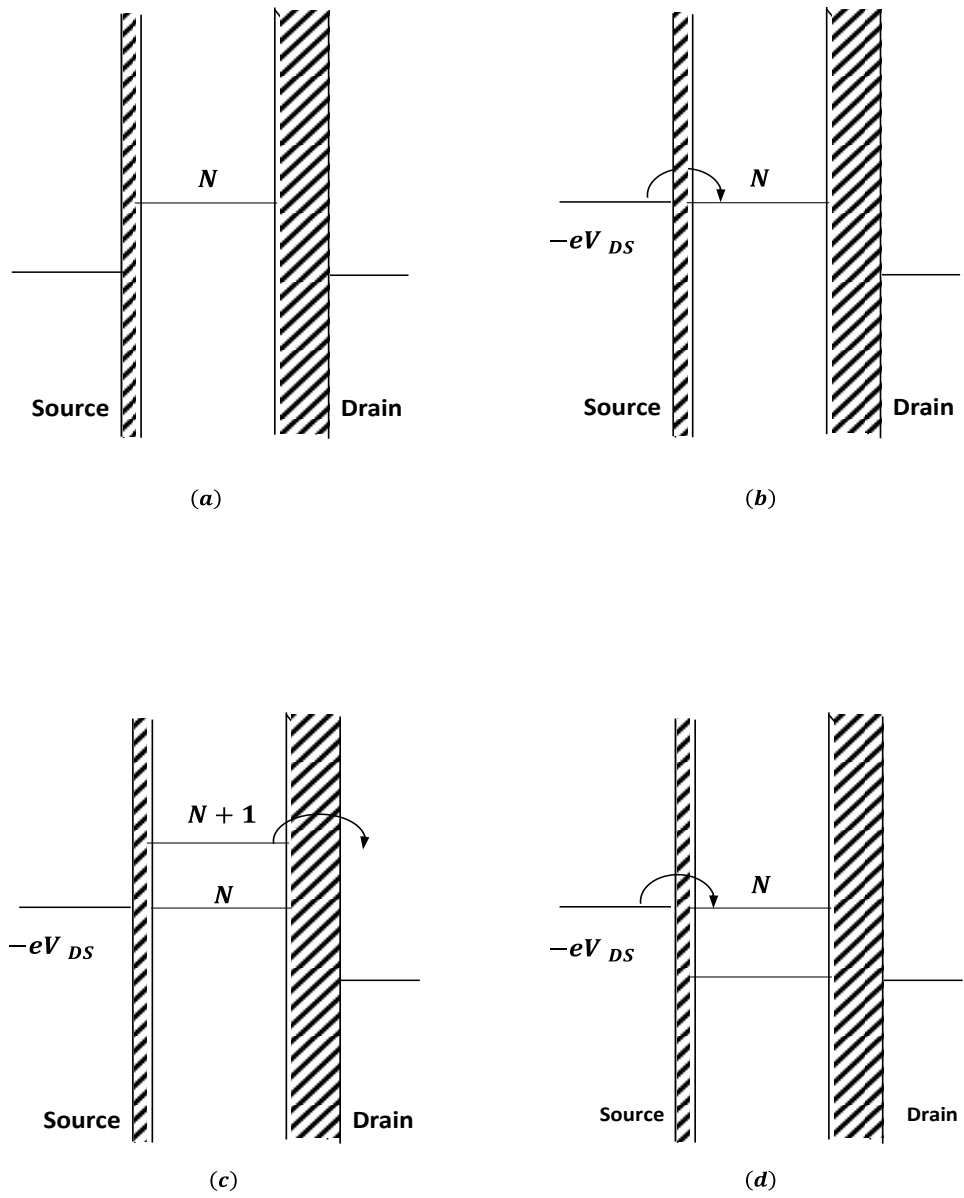 N
Source Drain
(a)
N
−eV DS
Source Drain
(b)
N + 1
N
−eV DS
Source Drain
(c)
N
−eV DS
Source Drain
(d)